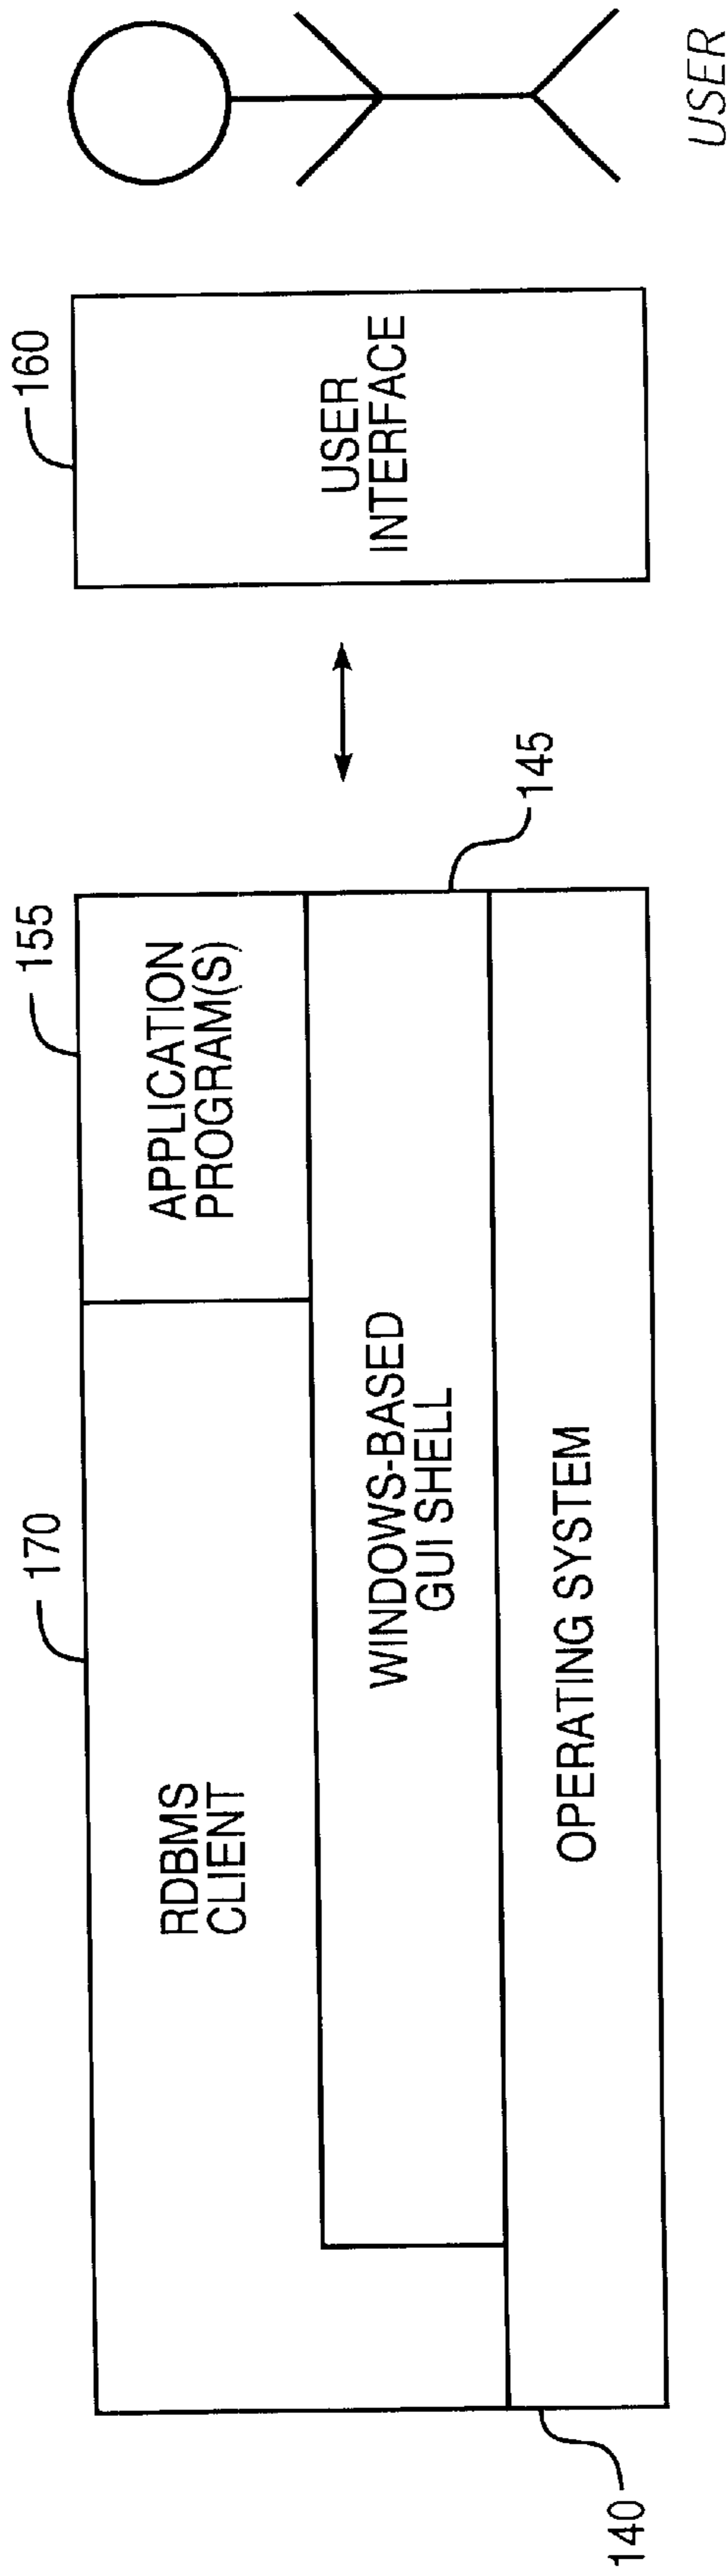 170
155
160
RDBMS
CLIENT
APPLICATION
PROGRAM(S)
USER
INTERFACE
WINDOWS-BASED
GUI SHELL
145
OPERATING SYSTEM
140
USER